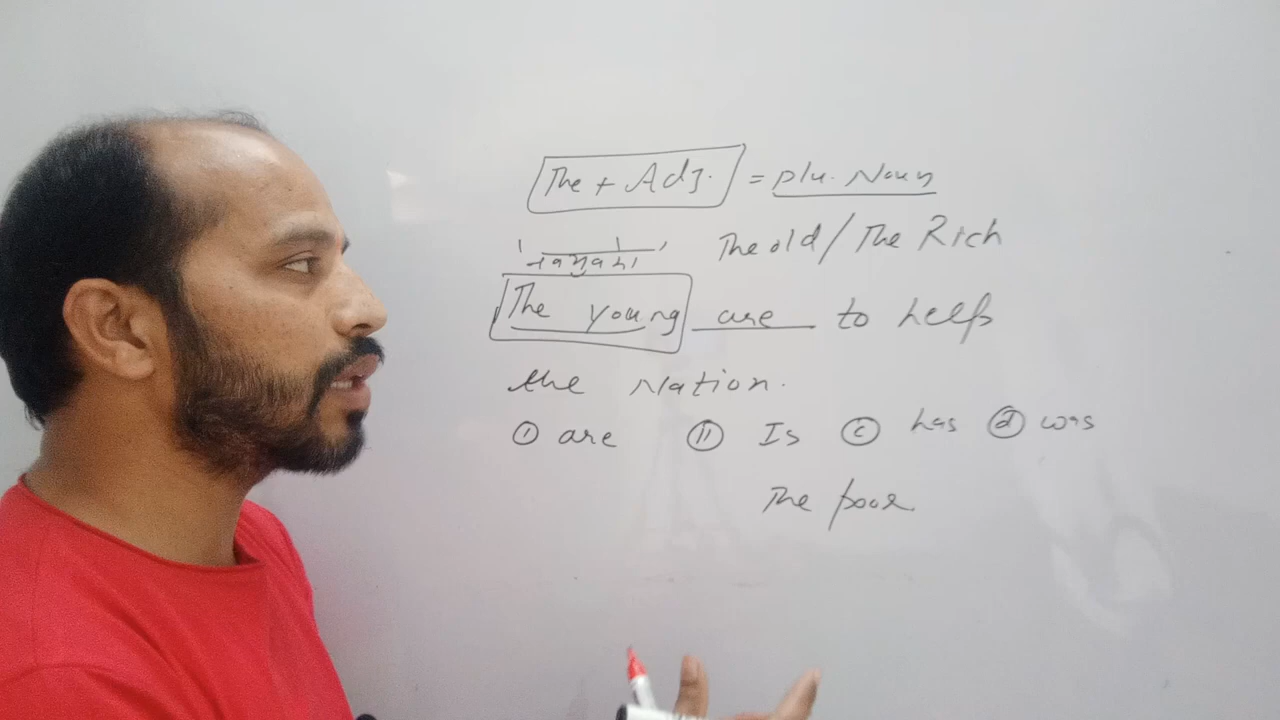 The + Adj. = plu. Noun
The old / The Rich
The young are to help
the Nation.
① are ⑪ Is ⓒ has ⓓ was
The poor